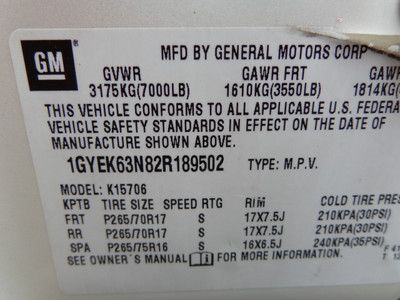 GM
MFD BY GENERAL MOTORS CORP
GVWR GAWR FRT GAW
3175KG(7000LB) 1610KG(3550LB) 1814KG
THIS VEHICLE CONFORMS TO ALL APPLICABLE U.S. FEDERA
VEHICLE SAFETY STANDARDS IN EFFECT ON THE DATE OF
MANUFACTURE SHOWN ABOVE.
1GYEK63N82R189502 TYPE: M.P.V.
MODEL: K15706
KPTB TIRE SIZE SPEED RTG RIM COLD TIRE PRES
FRT P265/70R17 S 17X7.5J 210KPA(30PSI)
RR P265/70R17 S 17X7.5J 210KPA(30PSI)
SPA P265/75R16 S 16X6.5J 240KPA(35PSI)
SEE OWNER'S MANUAL i FOR MORE INFORMATION.